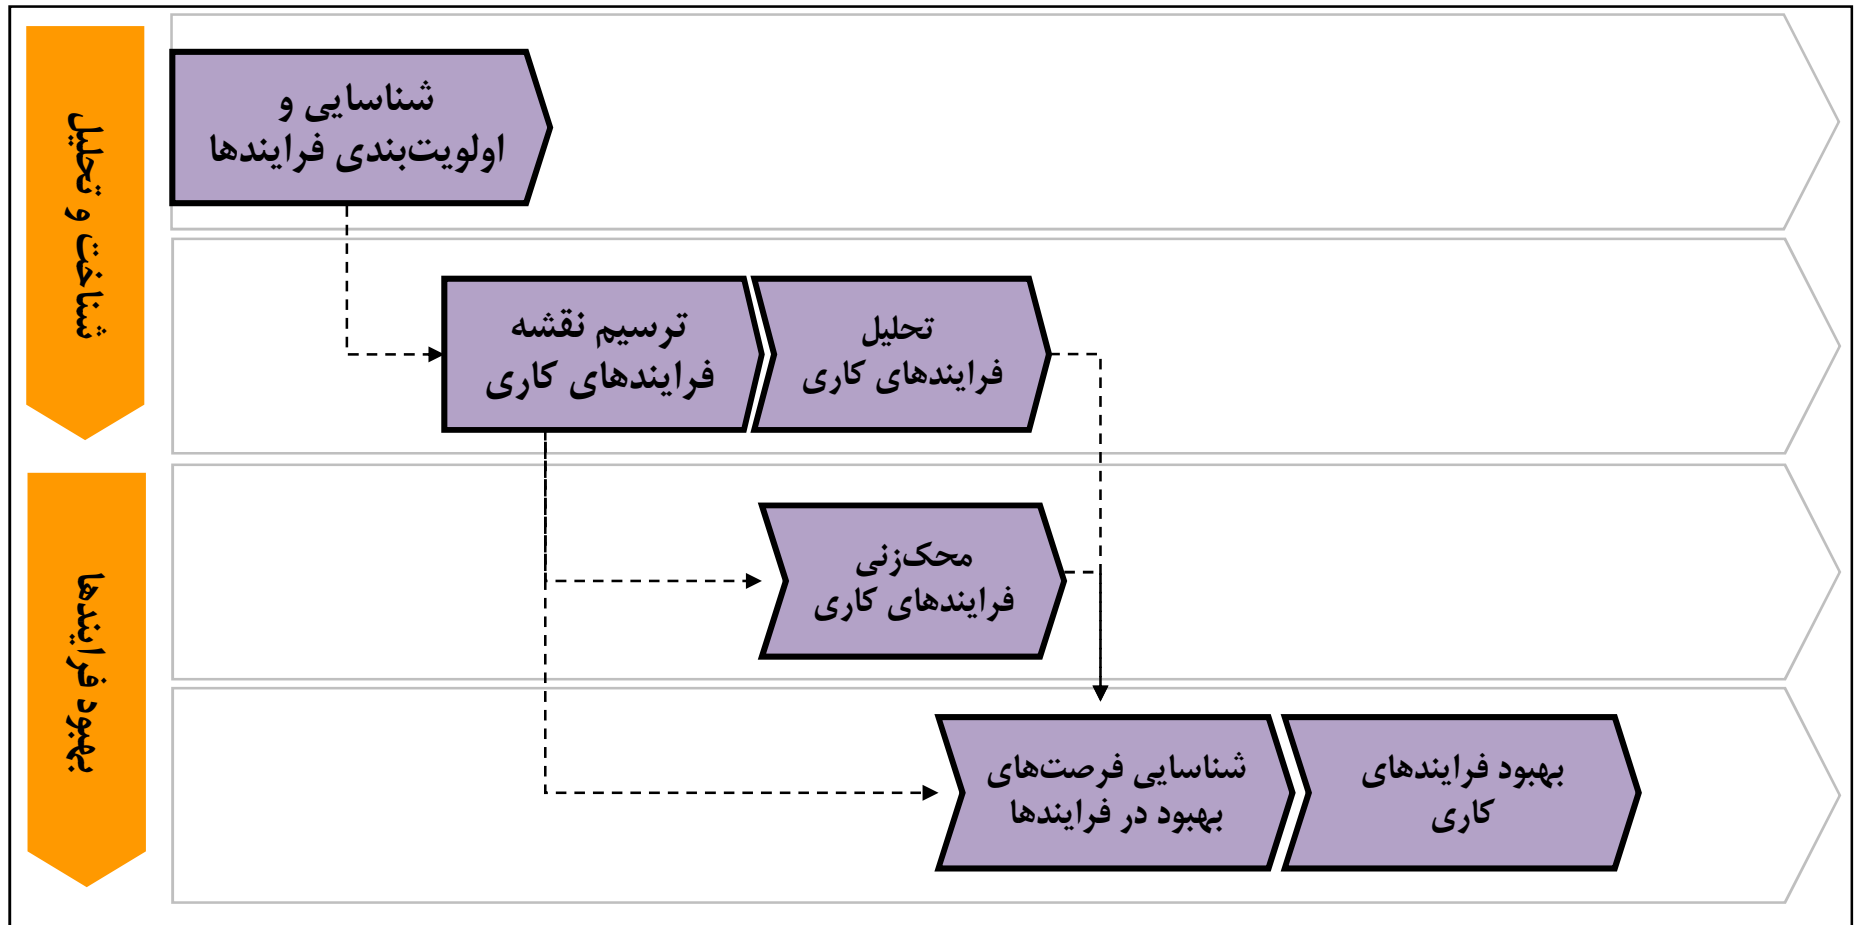 شناخت و تحلیل
شناسایی و
اولویت‌بندی فرایندها
ترسیم نقشه
فرایندهای کاری
تحلیل
فرایندهای کاری
بهبود فرایندها
محک‌زنی
فرایندهای کاری
شناسایی فرصت‌های
بهبود در فرایندها
بهبود فرایندهای
کاری